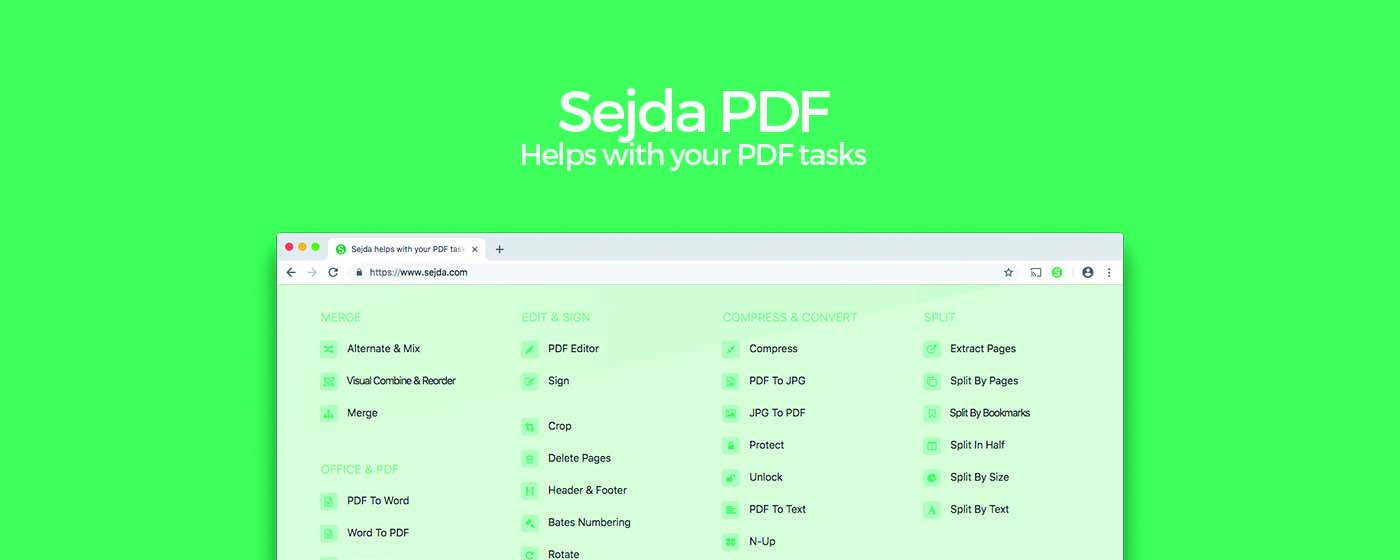 Sejda PDF
Helps with your PDF tasks
Sejda helps with your PDF tas
https://www.sejda.com
MERGE
Alternate & Mix
Visual Combine & Reorder
Merge
OFFICE & PDF
PDF To Word
Word To PDF
EDIT & SIGN
PDF Editor
Sign
Crop
Delete Pages
Header & Footer
Bates Numbering
Rotate
COMPRESS & CONVERT
Compress
PDF To JPG
JPG To PDF
Protect
Unlock
PDF To Text
N-Up
SPLIT
Extract Pages
Split By Pages
Split By Bookmarks
Split In Half
Split By Size
Split By Text